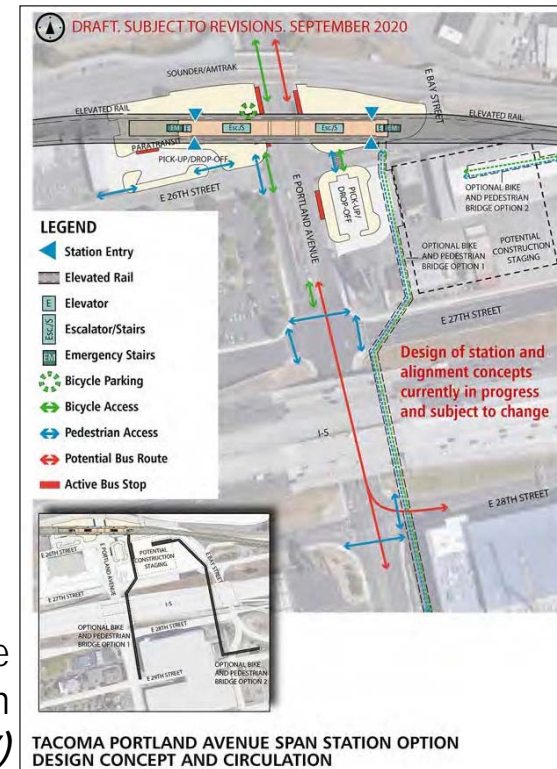 DRAFT. SUBJECT TO REVISIONS. SEPTEMBER 2020
SOUNDER/AMTRAK
E BAY STREET
ELEVATED RAIL
ELEVATED RAIL
EM
E
Esc/S
Esc/S
E
EM
PARATRANSIT
PICK-UP/DROP-OFF
E 26TH STREET
E PORTLAND AVENUE
PICK-UP/
DROP-OFF
OPTIONAL BIKE
AND PEDESTRIAN
BRIDGE OPTION 2
OPTIONAL BIKE
AND PEDESTRIAN
BRIDGE OPTION 1
POTENTIAL
CONSTRUCTION
STAGING
E 27TH STREET
LEGEND
Station Entry
Elevated Rail
E Elevator
Esc/S Escalator/Stairs
EM Emergency Stairs
Bicycle Parking
Bicycle Access
Pedestrian Access
Potential Bus Route
Active Bus Stop
Design of station and
alignment concepts
currently in progress
and subject to change
I-5
E 28TH STREET
E 26TH STREET
E PORTLAND AVENUE
POTENTIAL
CONSTRUCTION
STAGING
E BAY STREET
E 27TH STREET
I-5
OPTIONAL BIKE
AND PEDESTRIAN
BRIDGE OPTION 1
E 28TH STREET
E 29TH STREET
OPTIONAL BIKE
AND PEDESTRIAN
BRIDGE OPTION 2
TACOMA PORTLAND AVENUE SPAN STATION OPTION
DESIGN CONCEPT AND CIRCULATION